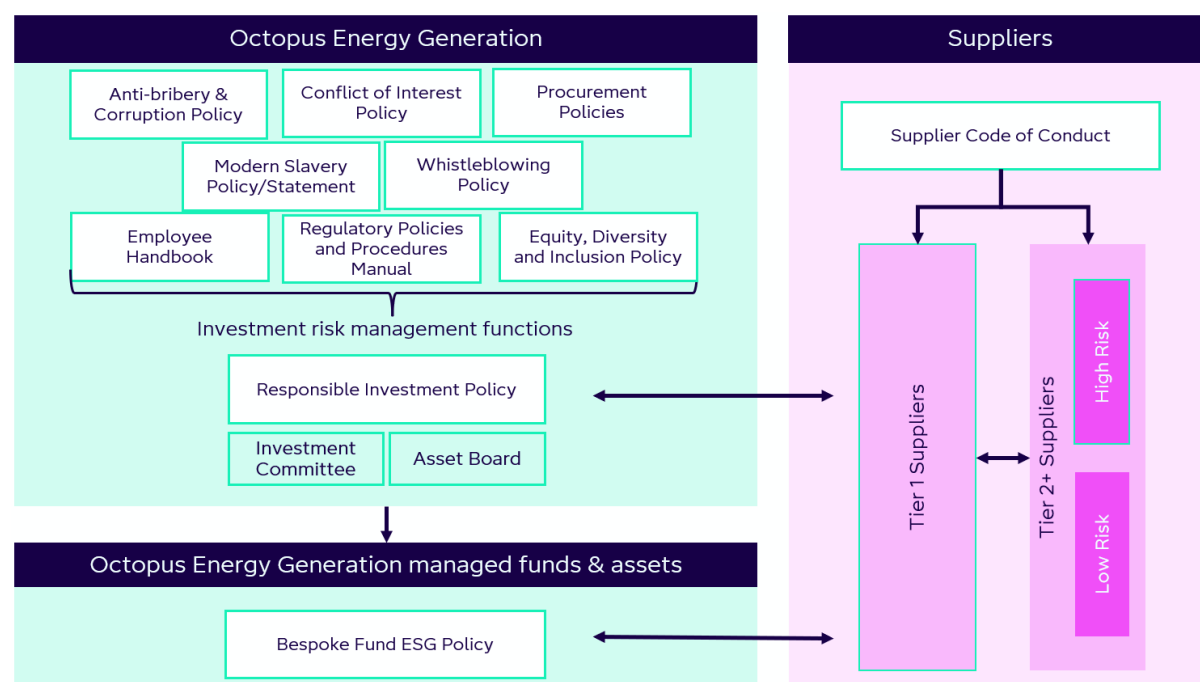 Octopus Energy Generation
Anti-bribery &
Corruption Policy
Conflict of Interest
Policy
Procurement
Policies
Modern Slavery
Policy/Statement
Whistleblowing
Policy
Employee
Handbook
Regulatory Policies
and Procedures
Manual
Equity, Diversity
and Inclusion Policy
Investment risk management functions
Responsible Investment Policy
Investment
Committee
Asset Board
Octopus Energy Generation managed funds & assets
Bespoke Fund ESG Policy
Suppliers
Supplier Code of Conduct
Tier 1 Suppliers
Tier 2+ Suppliers
High Risk
Low Risk